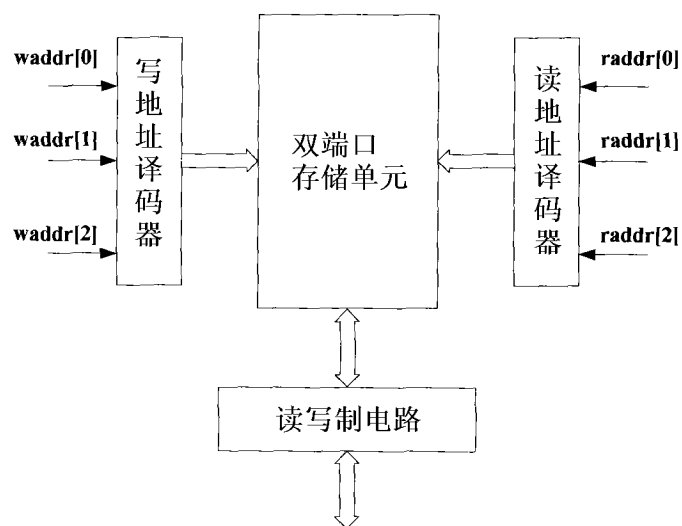 waddr[0]
waddr[1]
waddr[2]
写地址译码器
双端口
存储单元
读地址译码器
raddr[0]
raddr[1]
raddr[2]
读写制电路